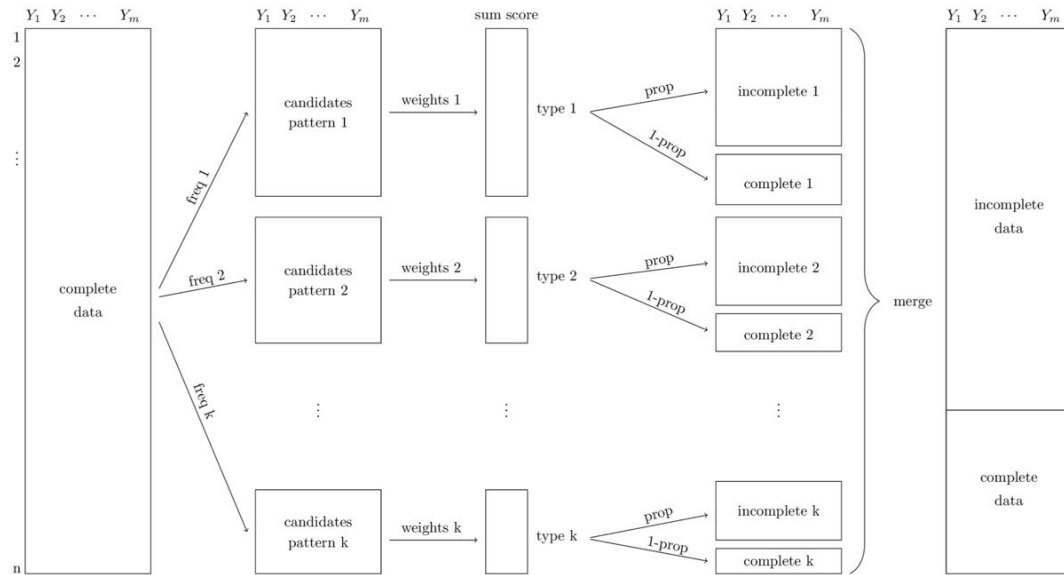 Y1 Y2 ⋯ Ym
1
2
⋮
n
complete
data
freq 1
freq 2
freq k
Y1 Y2 ⋯ Ym
candidates
pattern 1
candidates
pattern 2
⋮
candidates
pattern k
weights 1
weights 2
weights k
sum score
⋮
type 1
type 2
type k
prop
1-prop
prop
1-prop
prop
1-prop
Y1 Y2 ⋯ Ym
incomplete 1
complete 1
incomplete 2
complete 2
⋮
incomplete k
complete k
merge
Y1 Y2 ⋯ Ym
incomplete
data
complete
data